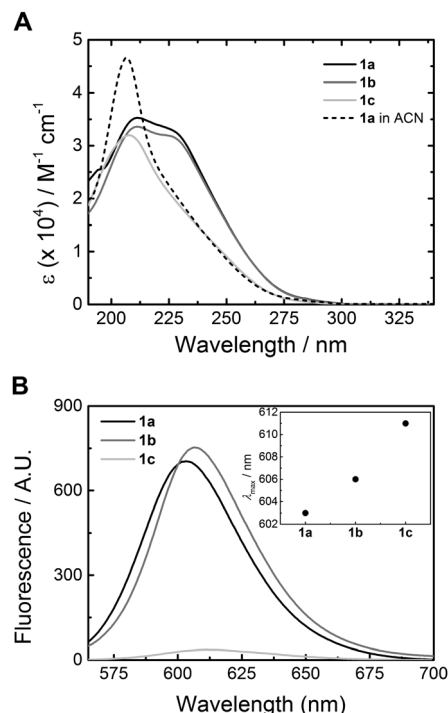 A
5
4
3
2
1
0
ε (x 10⁴) / M⁻¹ cm⁻¹
1a
1b
1c
1a in ACN
200 225 250 275 300 325
Wavelength / nm
B
900
600
300
0
Fluorescence / A.U.
1a
1b
1c
612
610
608
606
604
602
λmax / nm
1a 1b 1c
575 600 625 650 675 700
Wavelength (nm)